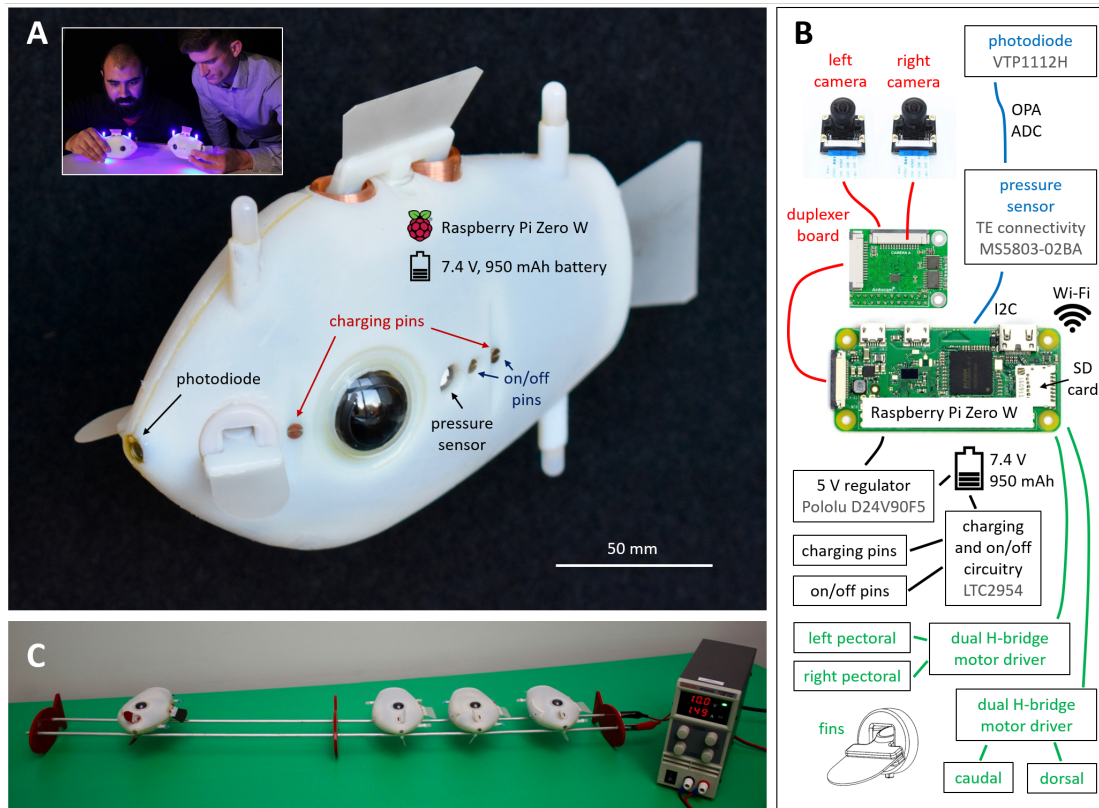 A
Raspberry Pi Zero W
7.4 V, 950 mAh battery
charging pins
on/off
pins
photodiode
pressure
sensor
50 mm
B
left
camera
right
camera
photodiode
VTP1112H
OPA
ADC
pressure
sensor
TE connectivity
MS5803-02BA
duplexer
board
CAMERA A
Arducam
I2C
Wi-Fi
SD
card
Raspberry Pi Zero W
7.4 V
950 mAh
5 V regulator
Pololu D24V90F5
charging
and on/off
circuitry
LTC2954
charging pins
on/off pins
left pectoral
right pectoral
dual H-bridge
motor driver
dual H-bridge
motor driver
fins
caudal
dorsal
C
10.0
1.49